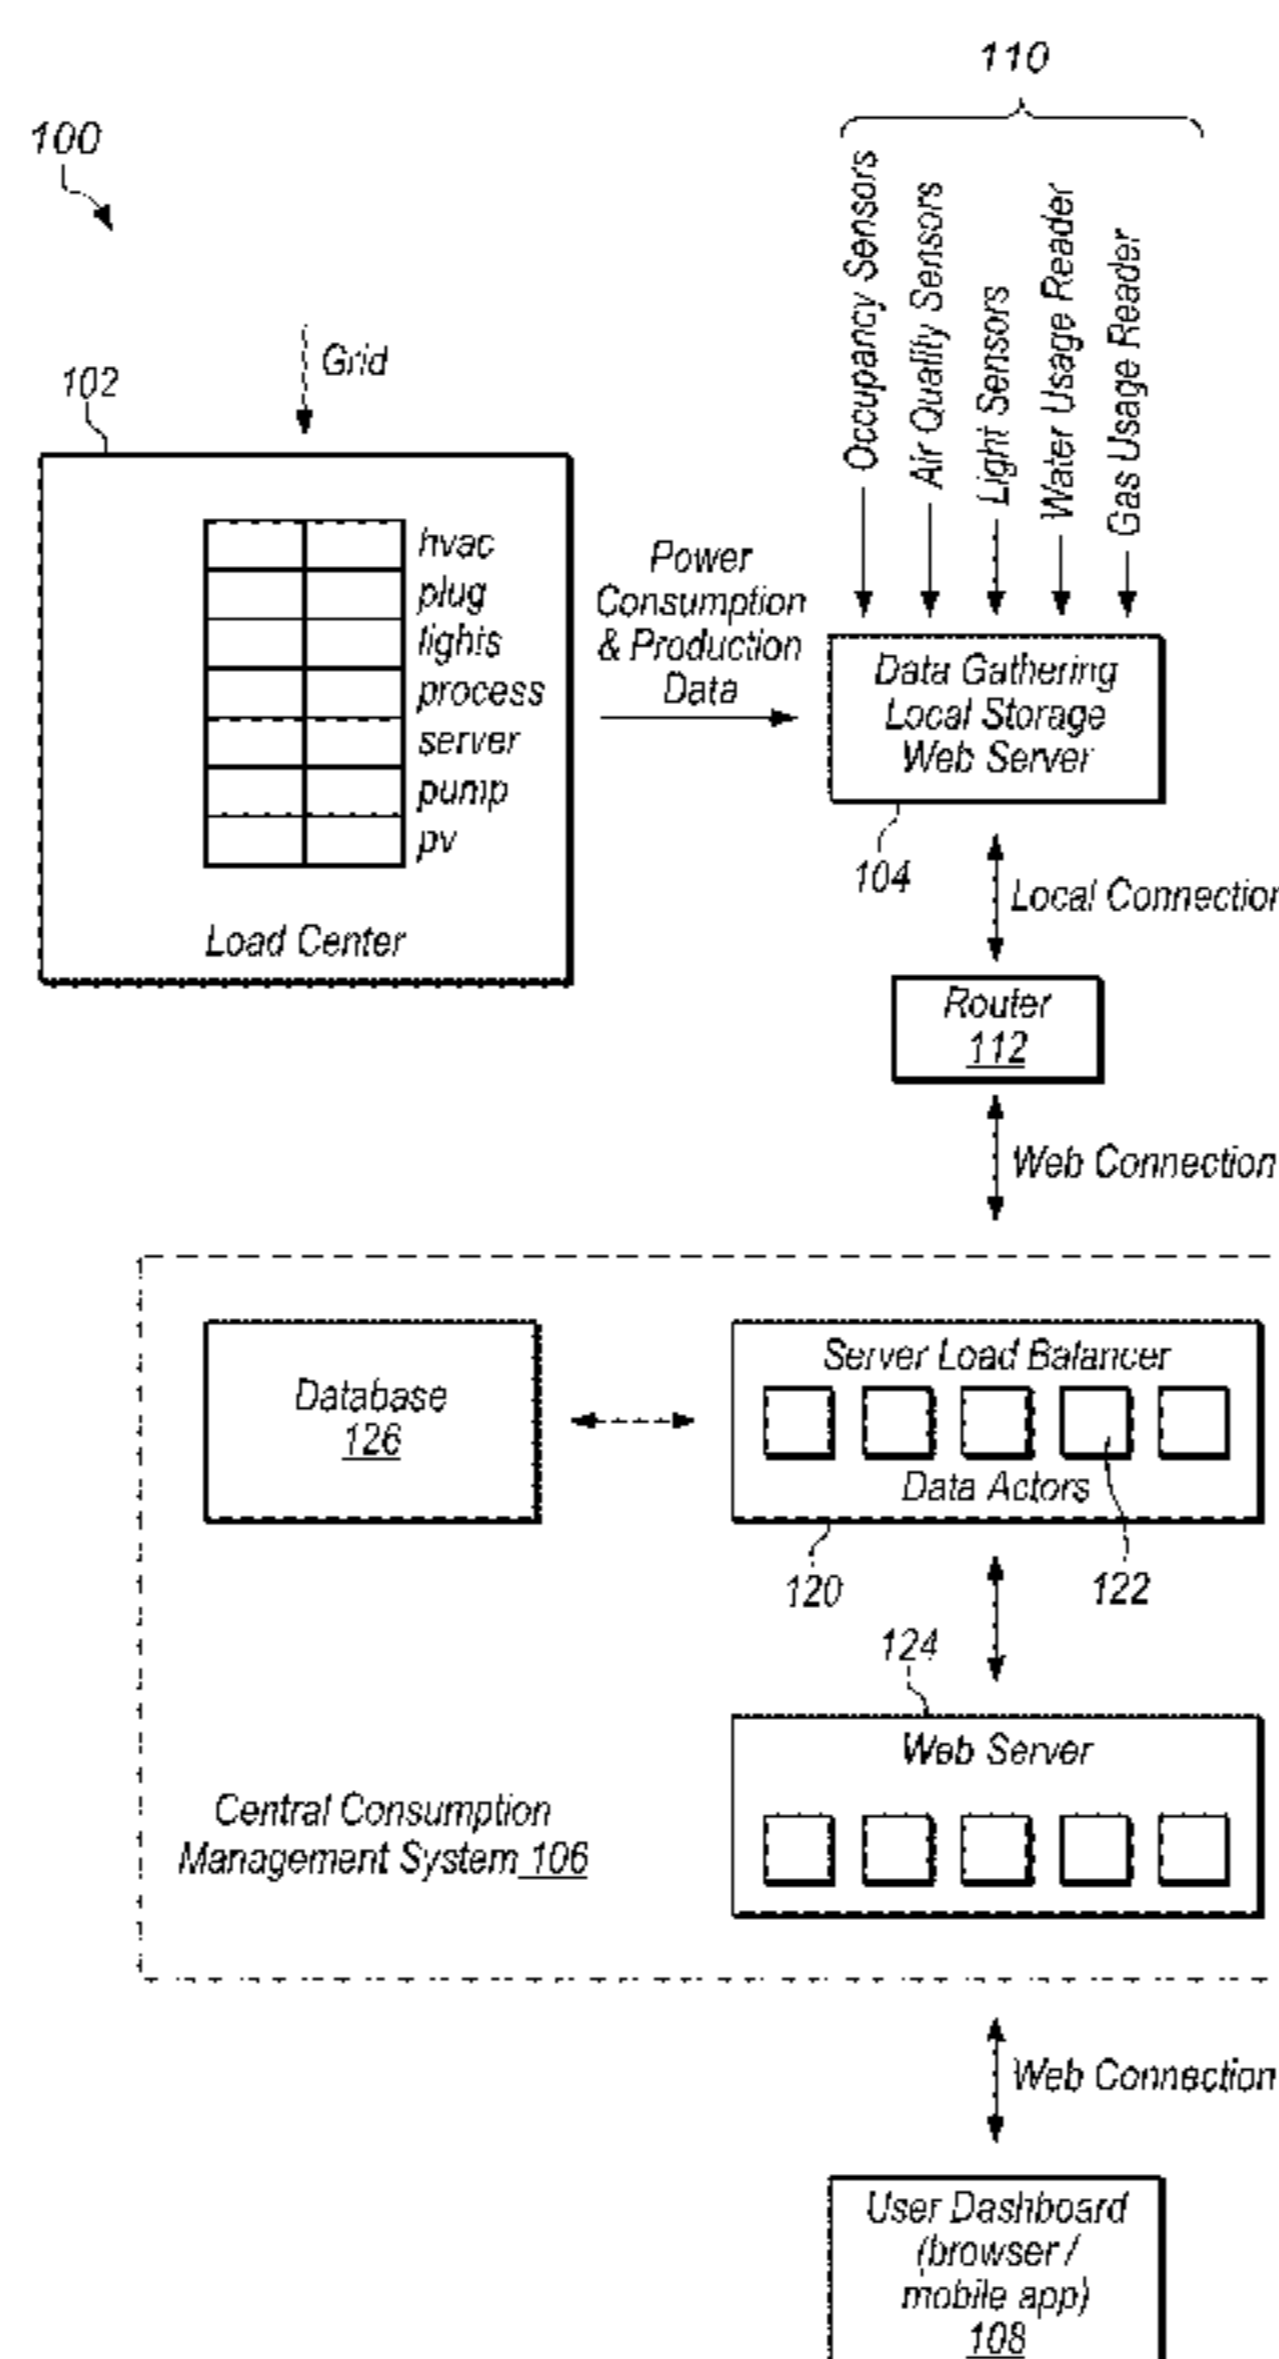 110
100
Occupancy Sensors
Air Quality Sensors
Light Sensors
Water Usage Reader
Gas Usage Reader
Grid
102
hvac
plug
lights
process
server
pump
pv
Load Center
Power
Consumption
& Production
Data
Data Gathering
Local Storage
Web Server
104
Local Connection
Router
112
Web Connection
Database
126
Server Load Balancer
Data Actors
120
122
124
Web Server
Central Consumption
Management System 106
Web Connection
User Dashboard
(browser /
mobile app)
108